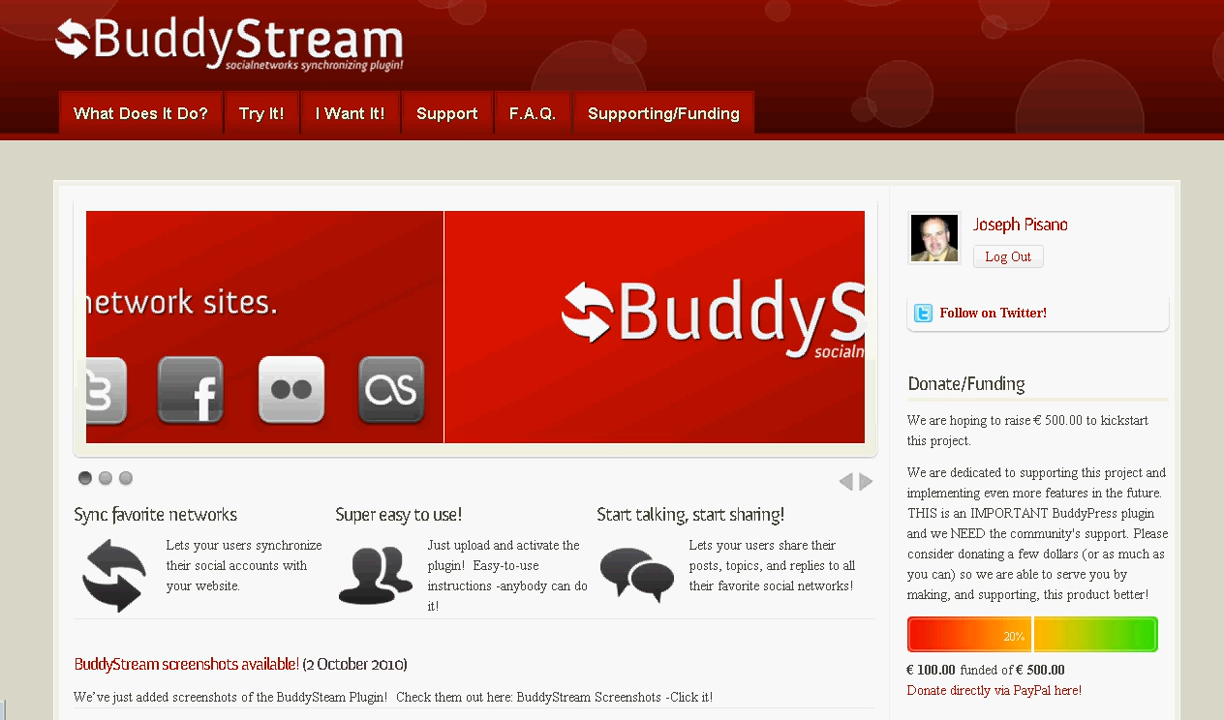 BuddyStream
socialnetworks synchronizing plugin!
What Does It Do? Try It! I Want It! Support F.A.Q. Supporting/Funding
network sites.
BuddyS
socialn
Sync favorite networks
Lets your users synchronize
their social accounts with
your website.
Super easy to use!
Just upload and activate the
plugin! Easy-to-use
instructions -anybody can do
it!
Start talking, start sharing!
Lets your users share their
posts, topics, and replies to all
their favorite social networks!
BuddyStream screenshots available! (2 October 2010)
We've just added screenshots of the BuddySteam Plugin! Check them out here: BuddyStream Screenshots -Click it!
Joseph Pisano
Log Out
Follow on Twitter!
Donate/Funding
We are hoping to raise € 500.00 to kickstart
this project.
We are dedicated to supporting this project and
implementing even more features in the future.
THIS is an IMPORTANT BuddyPress plugin
and we NEED the community's support. Please
consider donating a few dollars (or as much as
you can) so we are able to serve you by
making, and supporting, this product better!
20%
€ 100.00 funded of € 500.00
Donate directly via PayPal here!